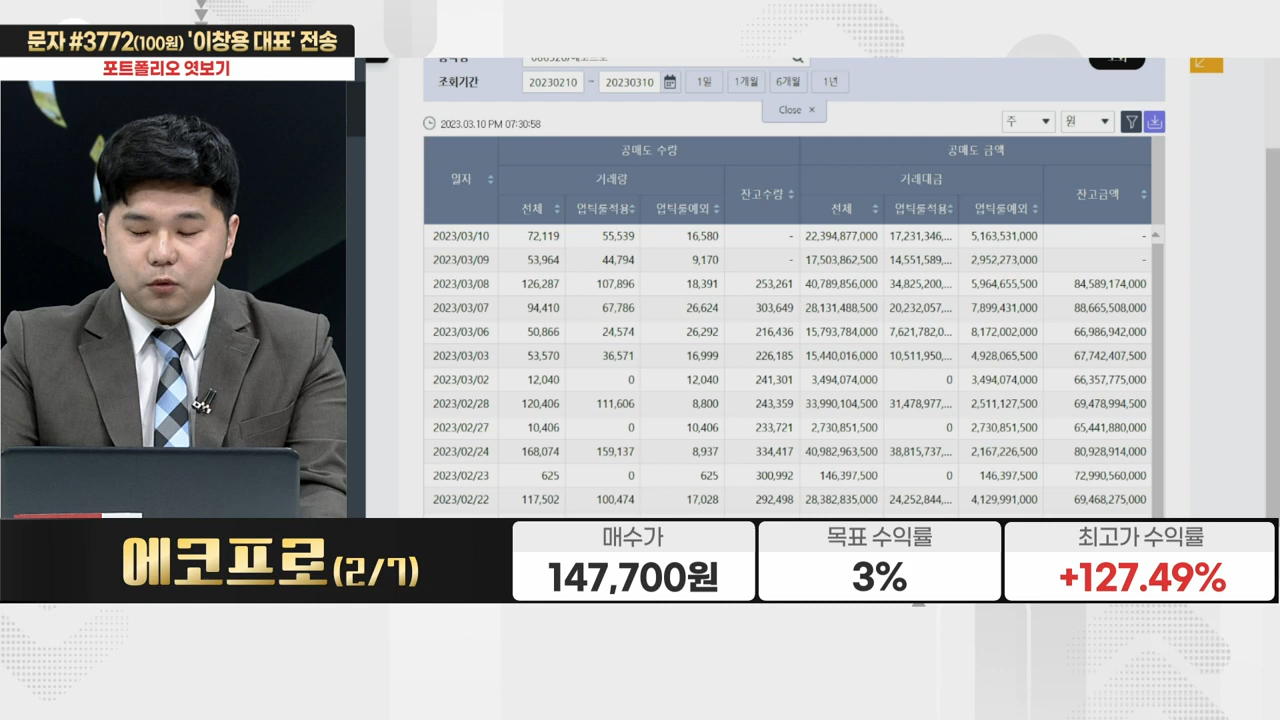 문자 #3772(100원) '이창용 대표' 전송
포트폴리오 엿보기
조회기간 20230210 ~ 20230310 1일 1개월 6개월 1년
Close ×
2023.03.10 PM 07:30:58 주 원
일자 공매도 수량 공매도 금액
거래량 잔고수량 거래대금 잔고금액
전체 업틱룰적용 업틱룰예외 전체 업틱룰적용 업틱룰예외
2023/03/10 72,119 55,539 16,580 - 22,394,877,000 17,231,346,... 5,163,531,000 -
2023/03/09 53,964 44,794 9,170 - 17,503,862,500 14,551,589,... 2,952,273,000 -
2023/03/08 126,287 107,896 18,391 253,261 40,789,856,000 34,825,200,... 5,964,655,500 84,589,174,000
2023/03/07 94,410 67,786 26,624 303,649 28,131,488,500 20,232,057,... 7,899,431,000 88,665,508,000
2023/03/06 50,866 24,574 26,292 216,436 15,793,784,000 7,621,782,0... 8,172,002,000 66,986,942,000
2023/03/03 53,570 36,571 16,999 226,185 15,440,016,000 10,511,950,... 4,928,065,500 67,742,407,500
2023/03/02 12,040 0 12,040 241,301 3,494,074,000 0 3,494,074,000 66,357,775,000
2023/02/28 120,406 111,606 8,800 243,359 33,990,104,500 31,478,977,... 2,511,127,500 69,478,994,500
2023/02/27 10,406 0 10,406 233,721 2,730,851,500 0 2,730,851,500 65,441,880,000
2023/02/24 168,074 159,137 8,937 334,417 40,982,963,500 38,815,737,... 2,167,226,500 80,928,914,000
2023/02/23 625 0 625 300,992 146,397,500 0 146,397,500 72,990,560,000
2023/02/22 117,502 100,474 17,028 292,498 28,382,835,000 24,252,844,... 4,129,991,000 69,468,275,000
에코프로(2/7)
매수가 목표 수익률 최고가 수익률
147,700원 3% +127.49%